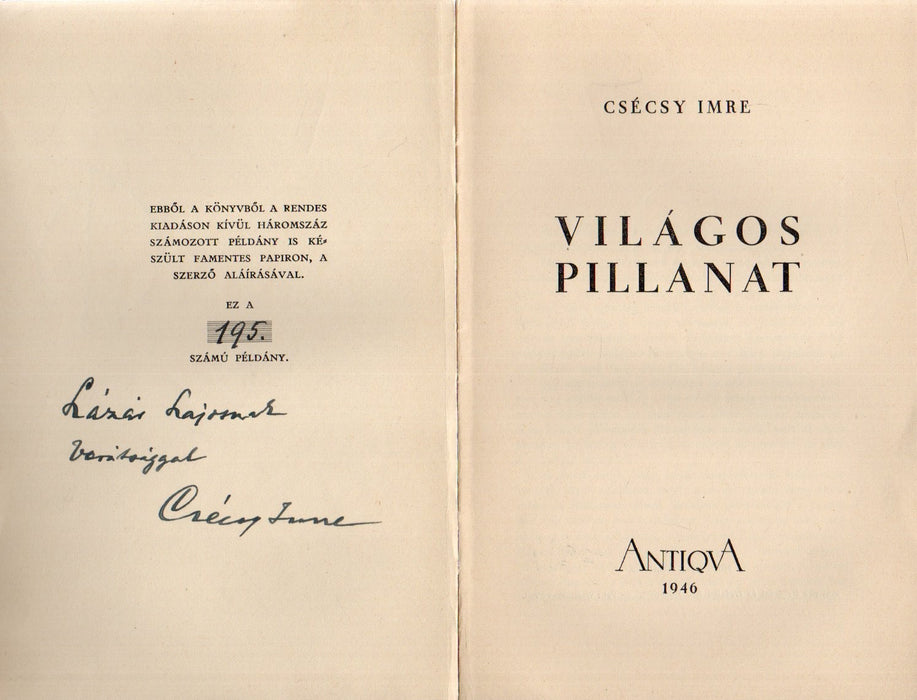 EBBŐL A KÖNYVBŐL A RENDES
KIADÁSON KÍVÜL HÁROMSZÁZ
SZÁMOZOTT PÉLDÁNY IS KÉ-
SZÜLT FAMENTES PAPIRON, A
SZERZŐ ALÁÍRÁSÁVAL.
EZ A
195.
SZÁMÚ PÉLDÁNY.
Lázár Lajosnak
barátsággal
Csécsy Imre
CSÉCSY IMRE
VILÁGOS
PILLANAT
ANTIQVA
1946